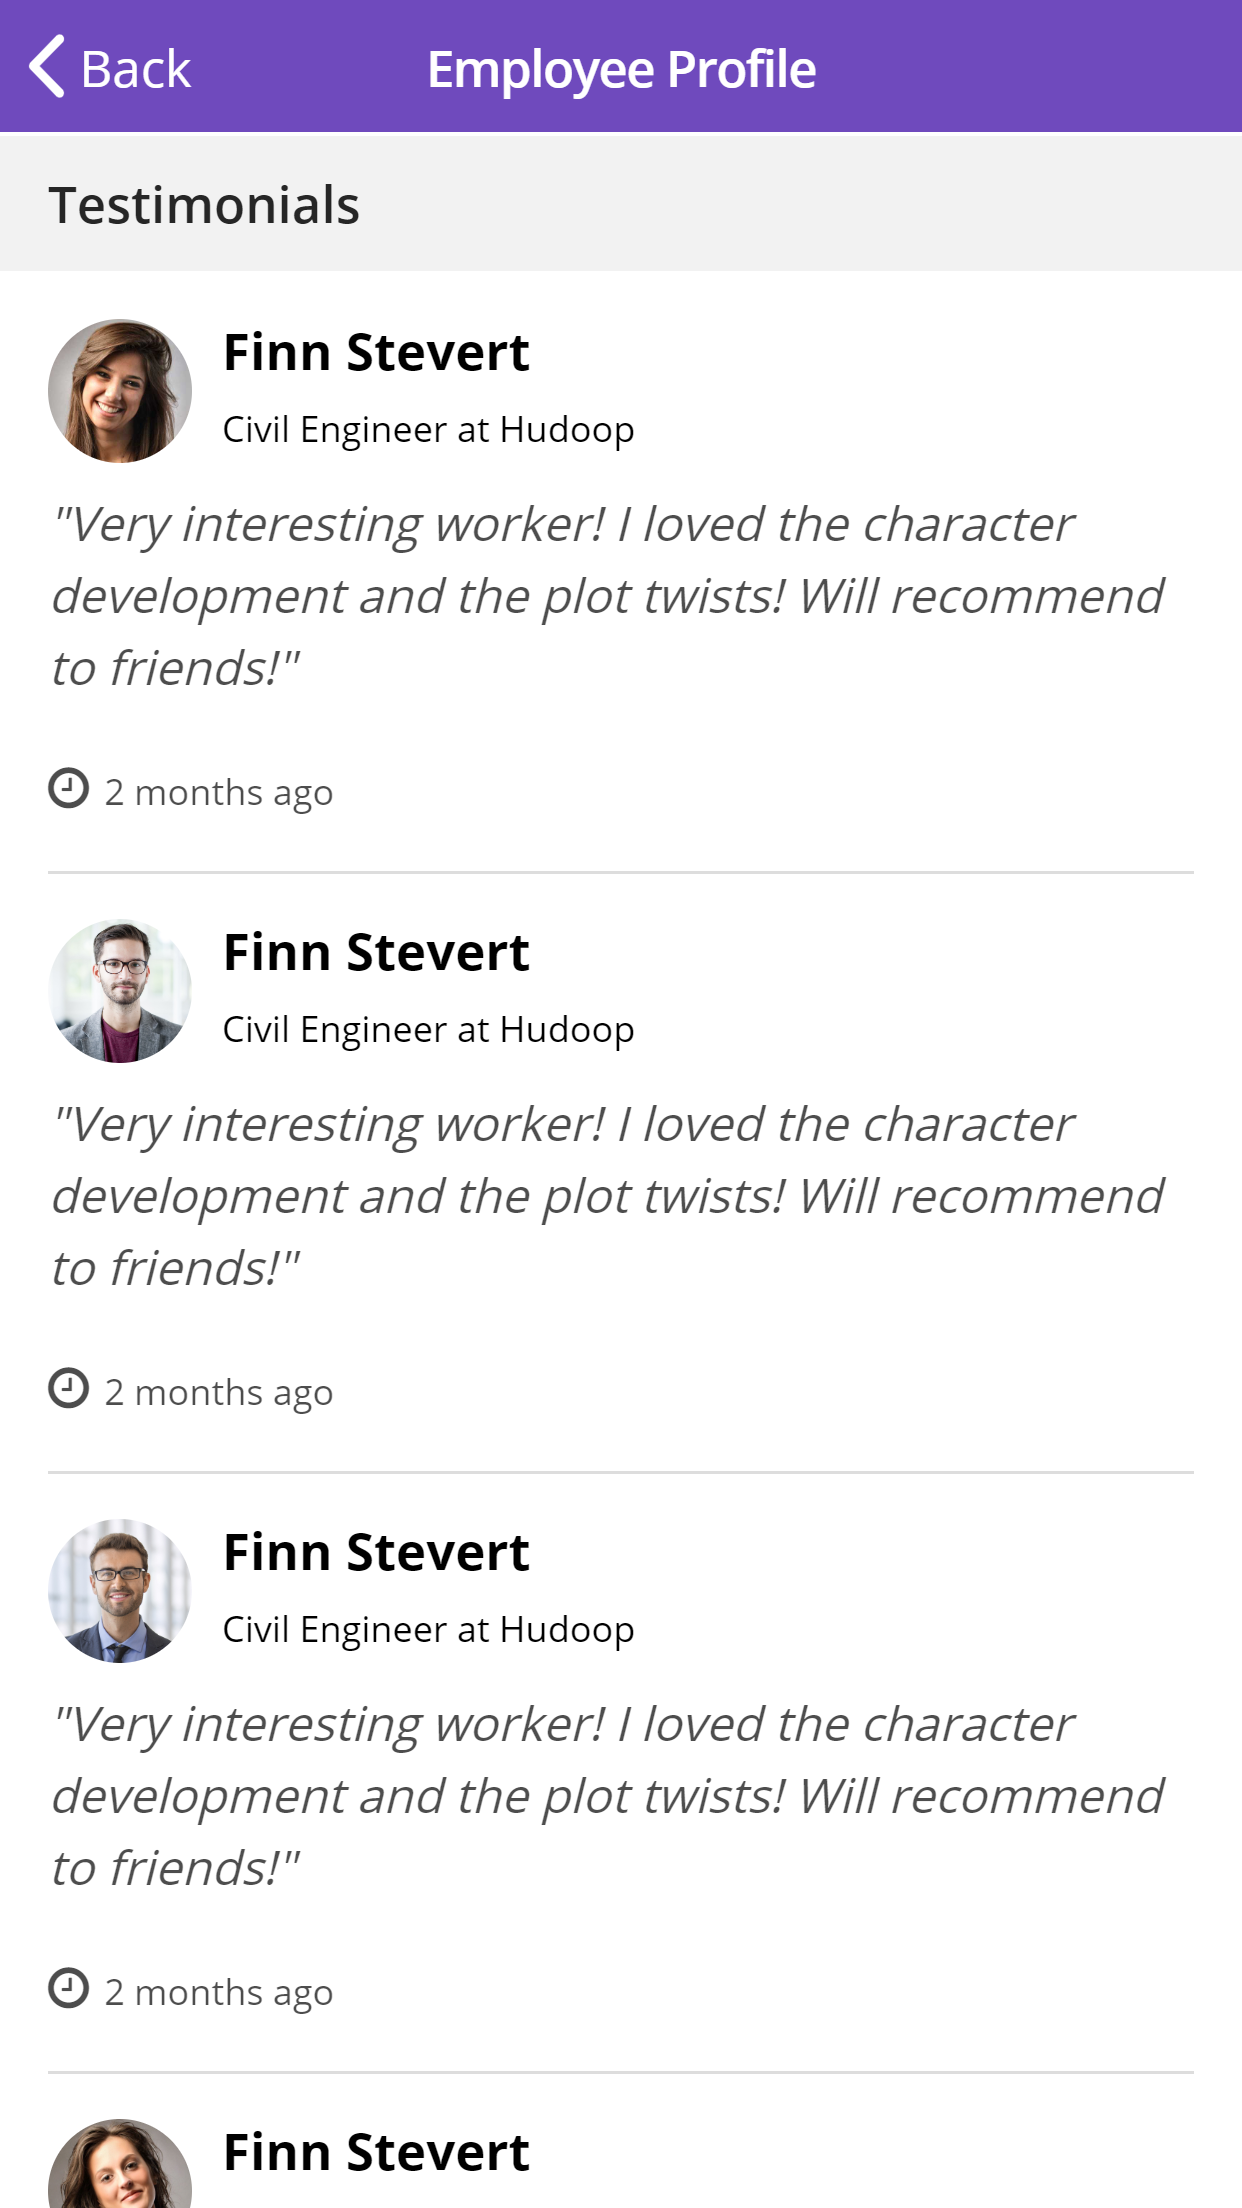 Back
Employee Profile
Testimonials
Finn Stevert
Civil Engineer at Hudoop
"Very interesting worker! I loved the character
development and the plot twists! Will recommend
to friends!"
2 months ago
Finn Stevert
Civil Engineer at Hudoop
"Very interesting worker! I loved the character
development and the plot twists! Will recommend
to friends!"
2 months ago
Finn Stevert
Civil Engineer at Hudoop
"Very interesting worker! I loved the character
development and the plot twists! Will recommend
to friends!"
2 months ago
Finn Stevert